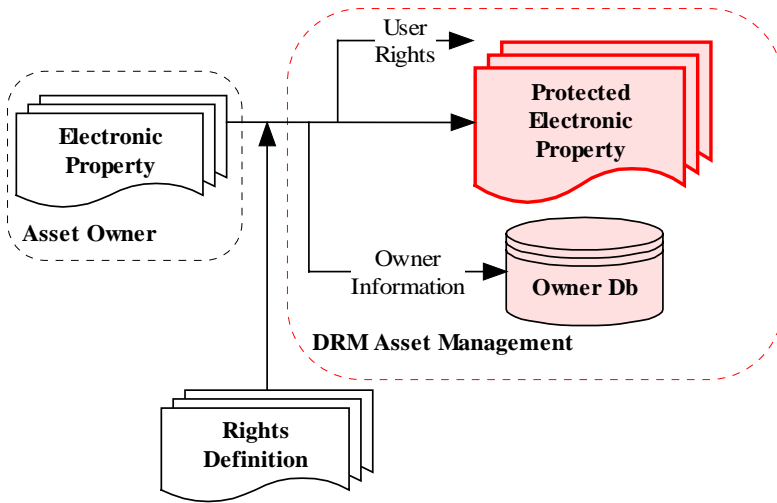 User
Rights
Electronic
Property
Protected
Electronic
Property
Asset Owner
Owner
Information
Owner Db
DRM Asset Management
Rights
Definition